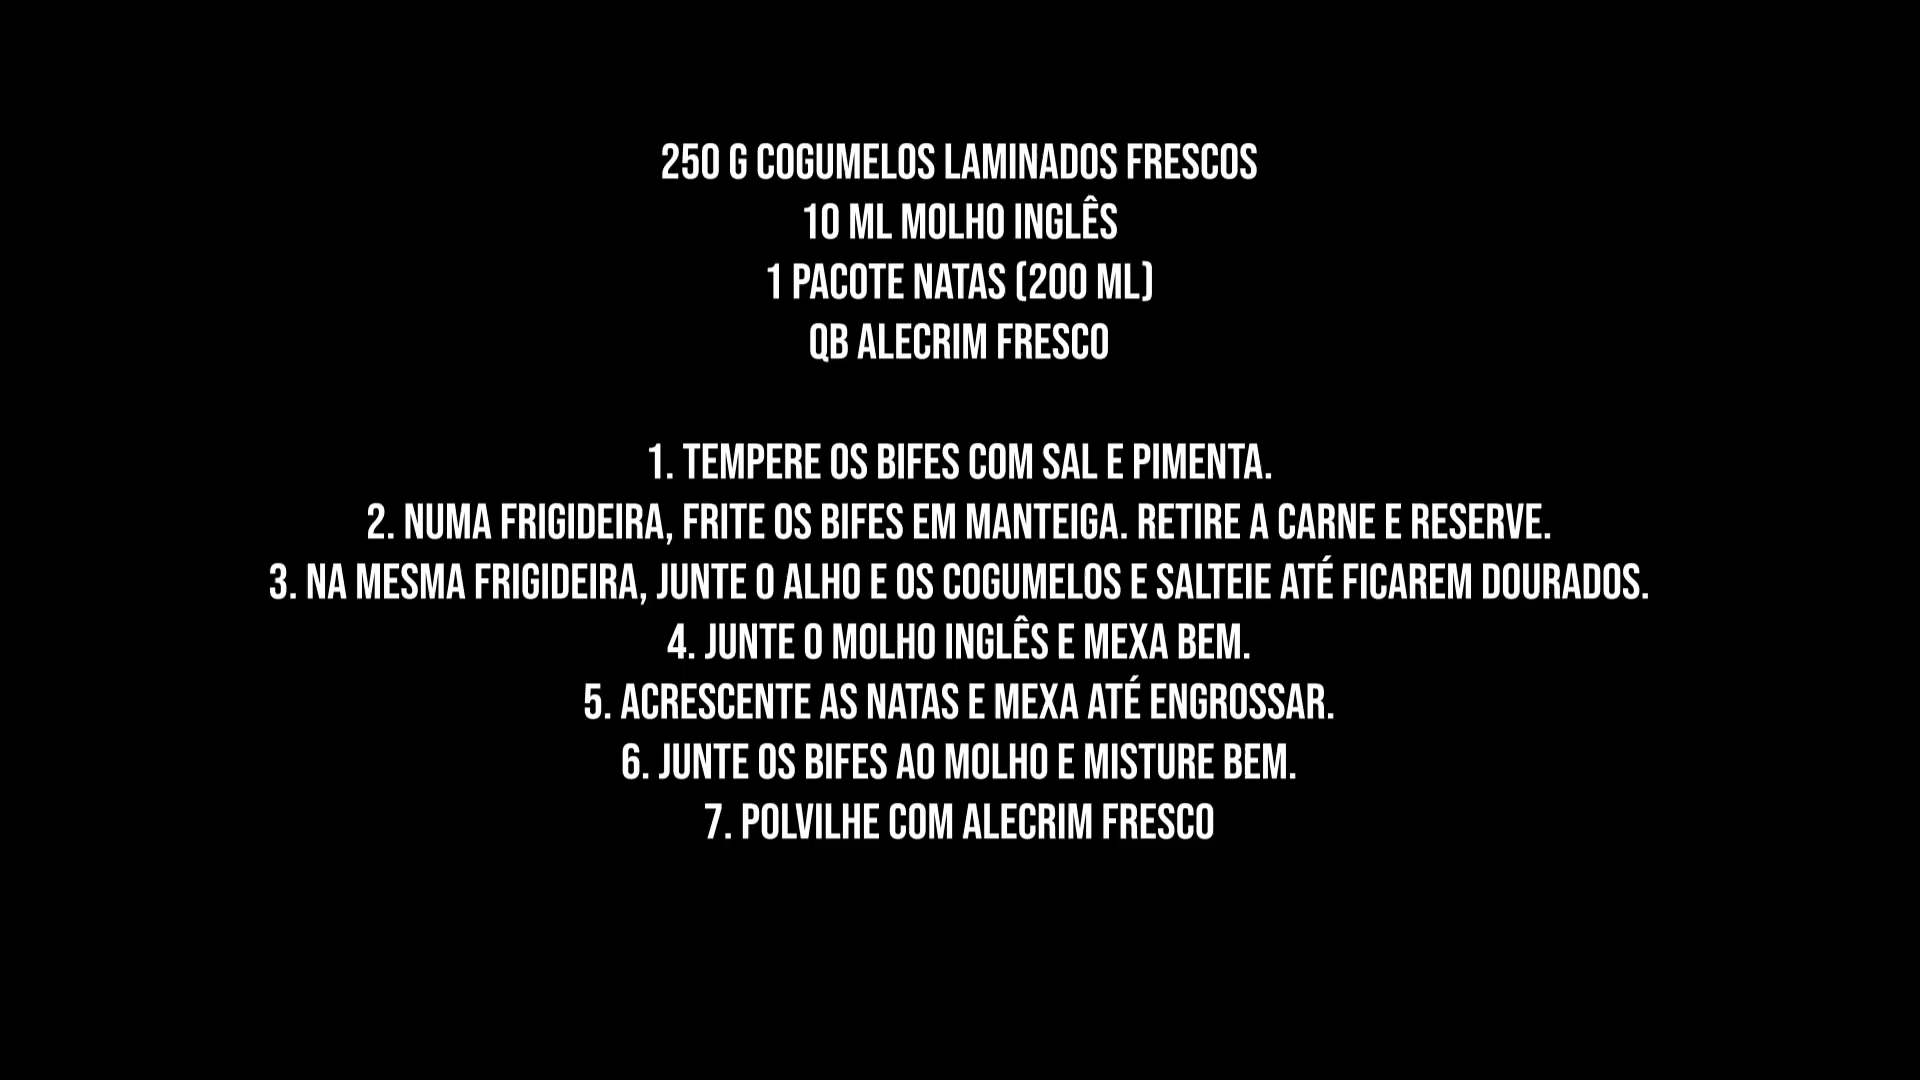 250 G COGUMELOS LAMINADOS FRESCOS
10 ML MOLHO INGLÊS
1 PACOTE NATAS (200 ML)
QB ALECRIM FRESCO
1. TEMPERE OS BIFES COM SAL E PIMENTA.
2. NUMA FRIGIDEIRA, FRITE OS BIFES EM MANTEIGA. RETIRE A CARNE E RESERVE.
3. NA MESMA FRIGIDEIRA, JUNTE O ALHO E OS COGUMELOS E SALTEIE ATÉ FICAREM DOURADOS.
4. JUNTE O MOLHO INGLÊS E MEXA BEM.
5. ACRESCENTE AS NATAS E MEXA ATÉ ENGROSSAR.
6. JUNTE OS BIFES AO MOLHO E MISTURE BEM.
7. POLVILHE COM ALECRIM FRESCO